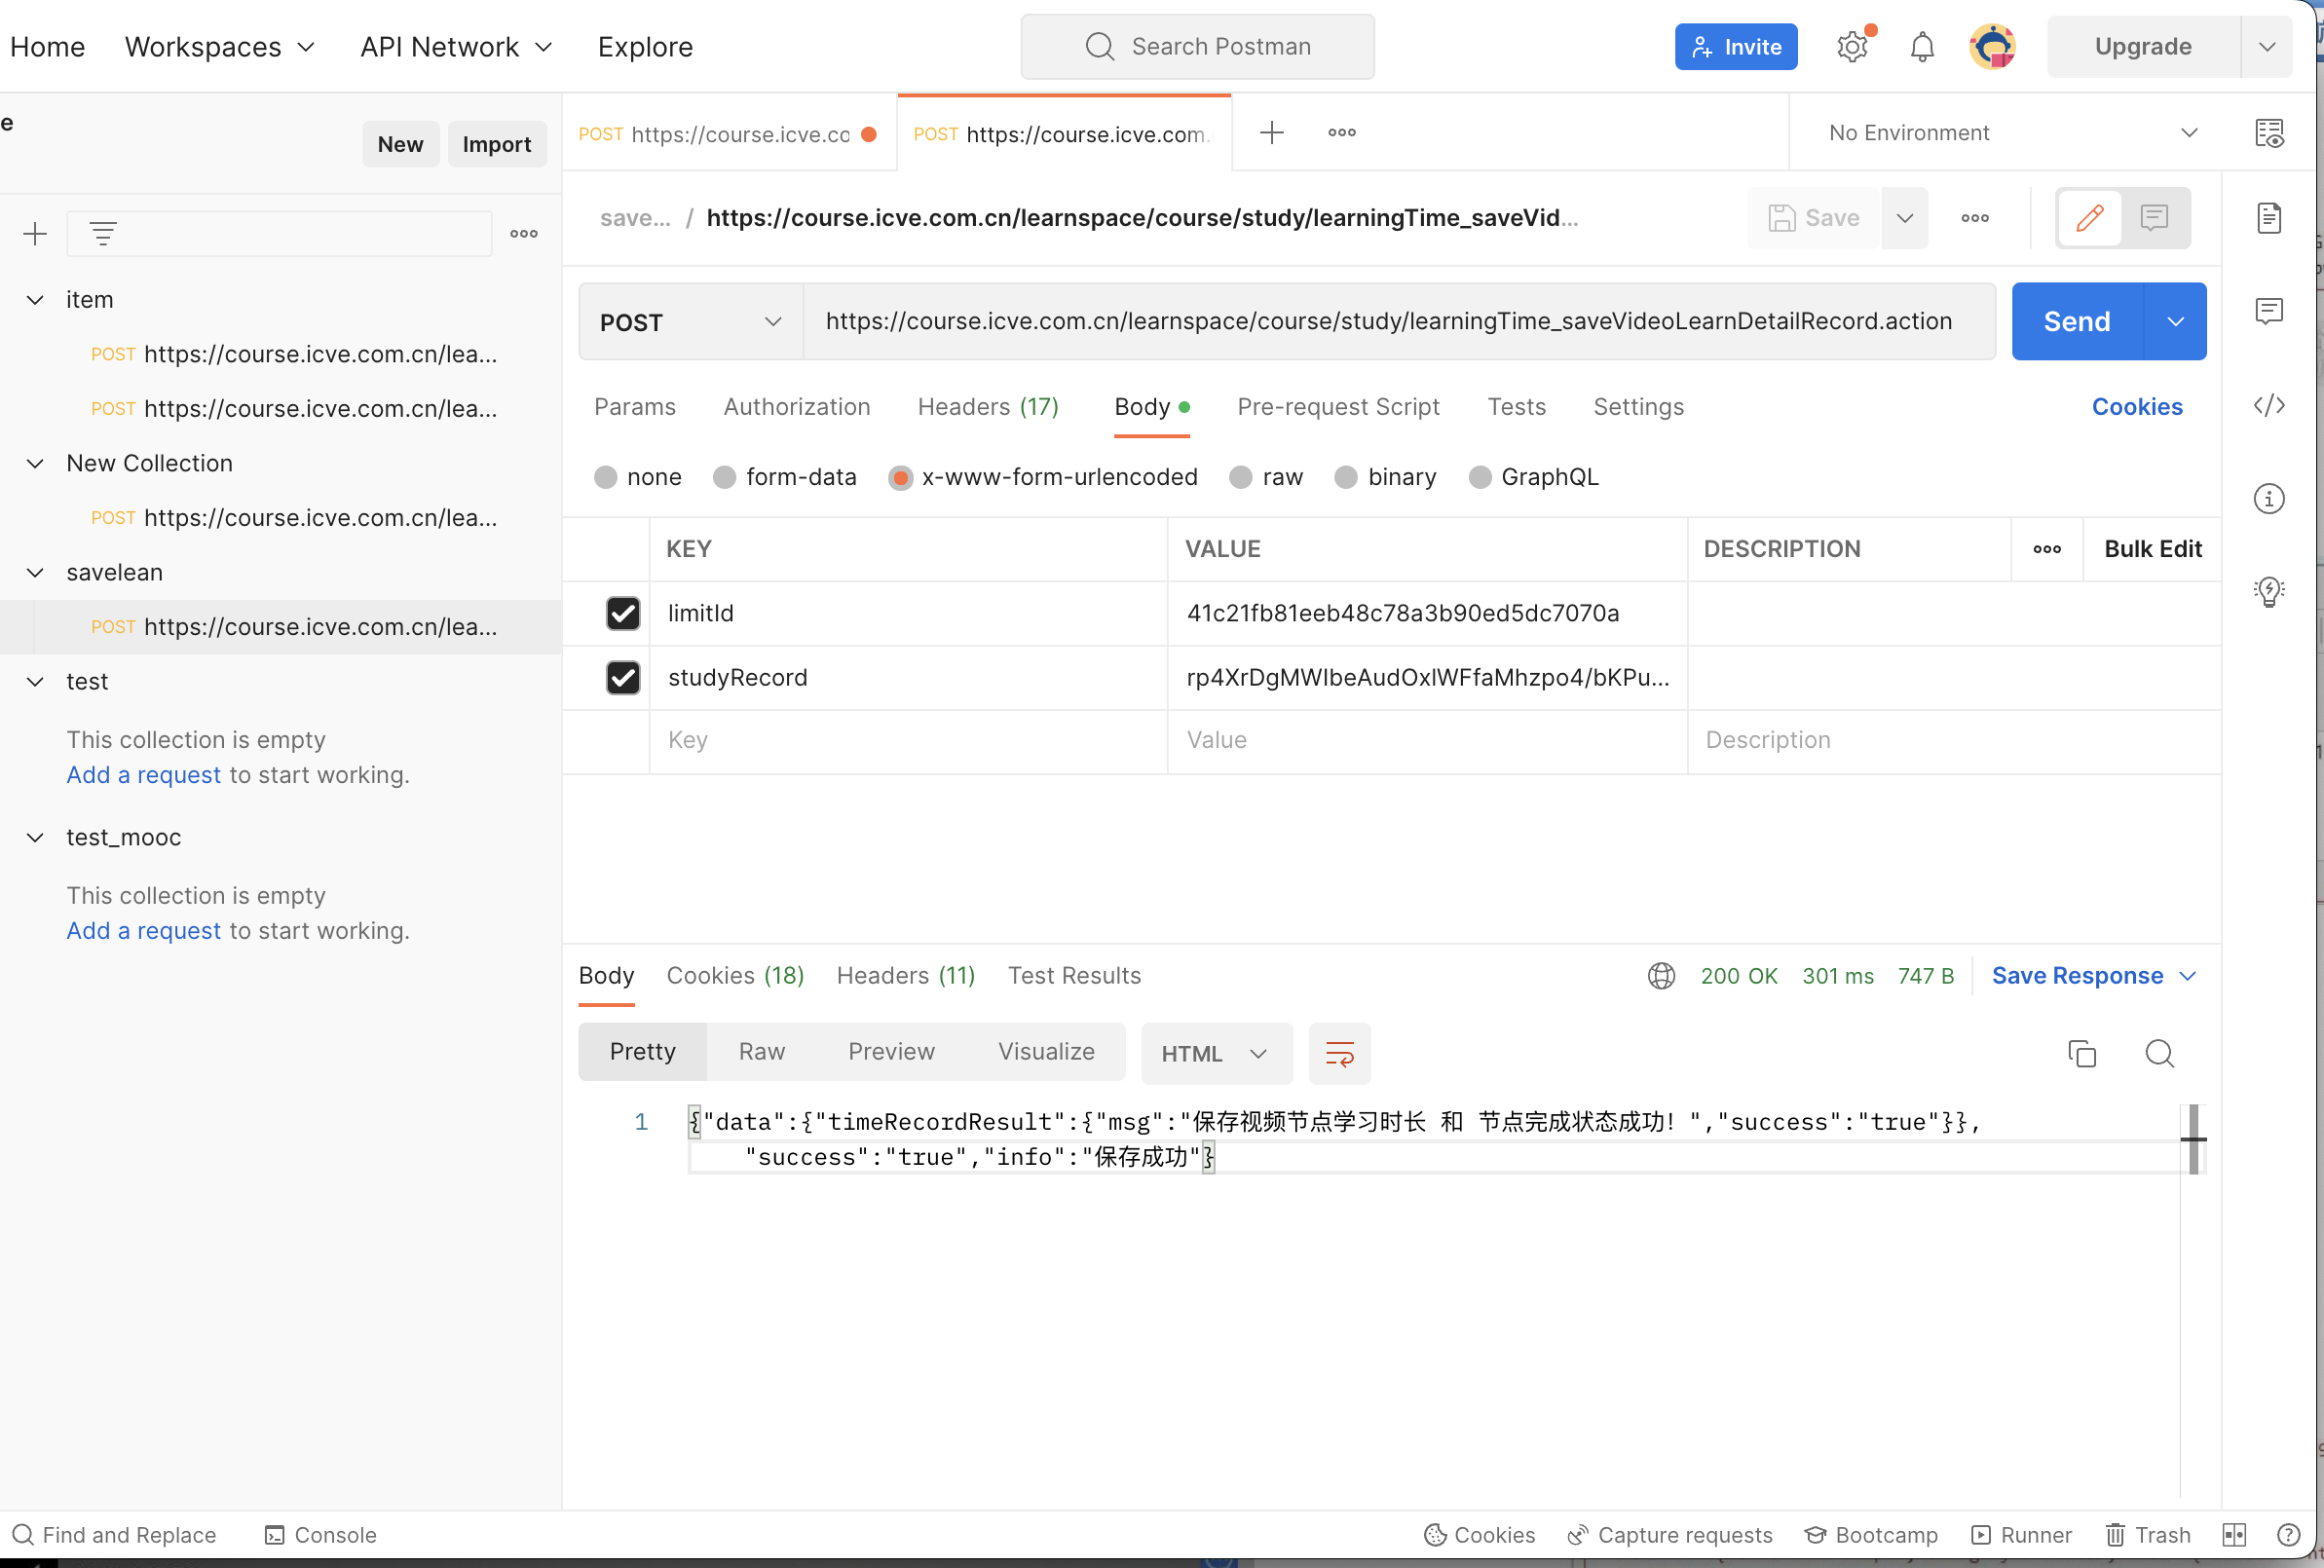 Home Workspaces API Network Explore Search Postman Invite Upgrade
e New Import
POST https://course.icve.co POST https://course.icve.com. No Environment
save... / https://course.icve.com.cn/learnspace/course/study/learningTime_saveVid... Save
item
POST https://course.icve.com.cn/lea...
POST https://course.icve.com.cn/lea...
New Collection
POST https://course.icve.com.cn/lea...
savelean
POST https://course.icve.com.cn/lea...
test
This collection is empty
Add a request to start working.
test_mooc
This collection is empty
Add a request to start working.
POST https://course.icve.com.cn/learnspace/course/study/learningTime_saveVideoLearnDetailRecord.action Send
Params Authorization Headers (17) Body Pre-request Script Tests Settings Cookies
none form-data x-www-form-urlencoded raw binary GraphQL
KEY VALUE DESCRIPTION Bulk Edit
limitId 41c21fb81eeb48c78a3b90ed5dc7070a
studyRecord rp4XrDgMWIbeAudOxIWFfaMhzpo4/bKPu...
Key Value Description
Body Cookies (18) Headers (11) Test Results 200 OK 301 ms 747 B Save Response
Pretty Raw Preview Visualize HTML
1 {"data":{"timeRecordResult":{"msg":"保存视频节点学习时长 和 节点完成状态成功！","success":"true"}},
"success":"true","info":"保存成功"}
Find and Replace Console Cookies Capture requests Bootcamp Runner Trash